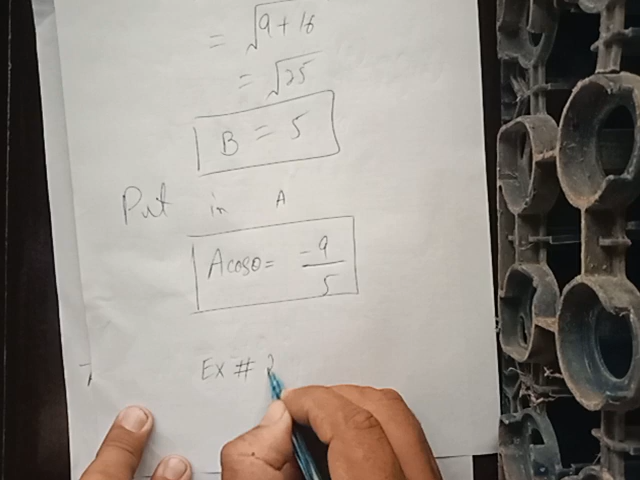 = √9+16
= √25
B = 5
Put in A
A cosθ = -9/5
Ex # 2